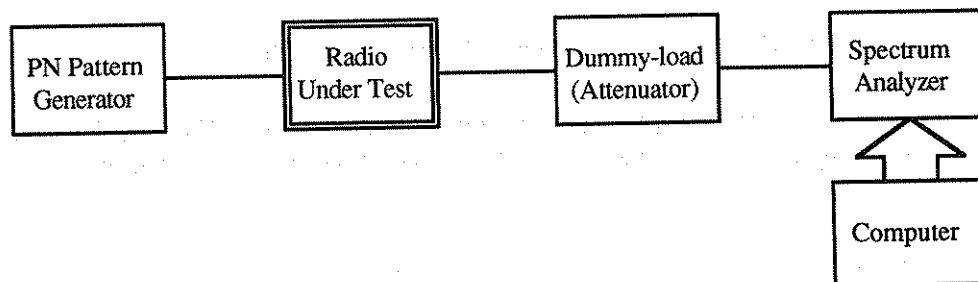 PN Pattern
Generator
Radio
Under Test
Dummy-load
(Attenuator)
Spectrum
Analyzer
Computer